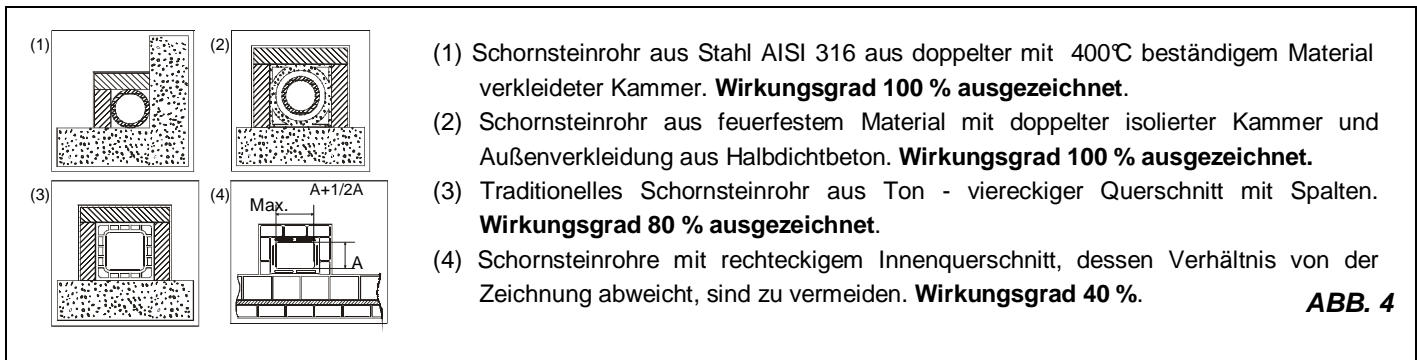 (1)
(2)
(3)
(4)
A+1/2A
Max.
A
(1) Schornsteinrohr aus Stahl AISI 316 aus doppelter mit 400℃ beständigem Material
verkleideter Kammer. Wirkungsgrad 100 % ausgezeichnet.
(2) Schornsteinrohr aus feuerfestem Material mit doppelter isolierter Kammer und
Außenverkleidung aus Halbdichtbeton. Wirkungsgrad 100 % ausgezeichnet.
(3) Traditionelles Schornsteinrohr aus Ton - viereckiger Querschnitt mit Spalten.
Wirkungsgrad 80 % ausgezeichnet.
(4) Schornsteinrohre mit rechteckigem Innenquerschnitt, dessen Verhältnis von der
Zeichnung abweicht, sind zu vermeiden. Wirkungsgrad 40 %.
ABB. 4